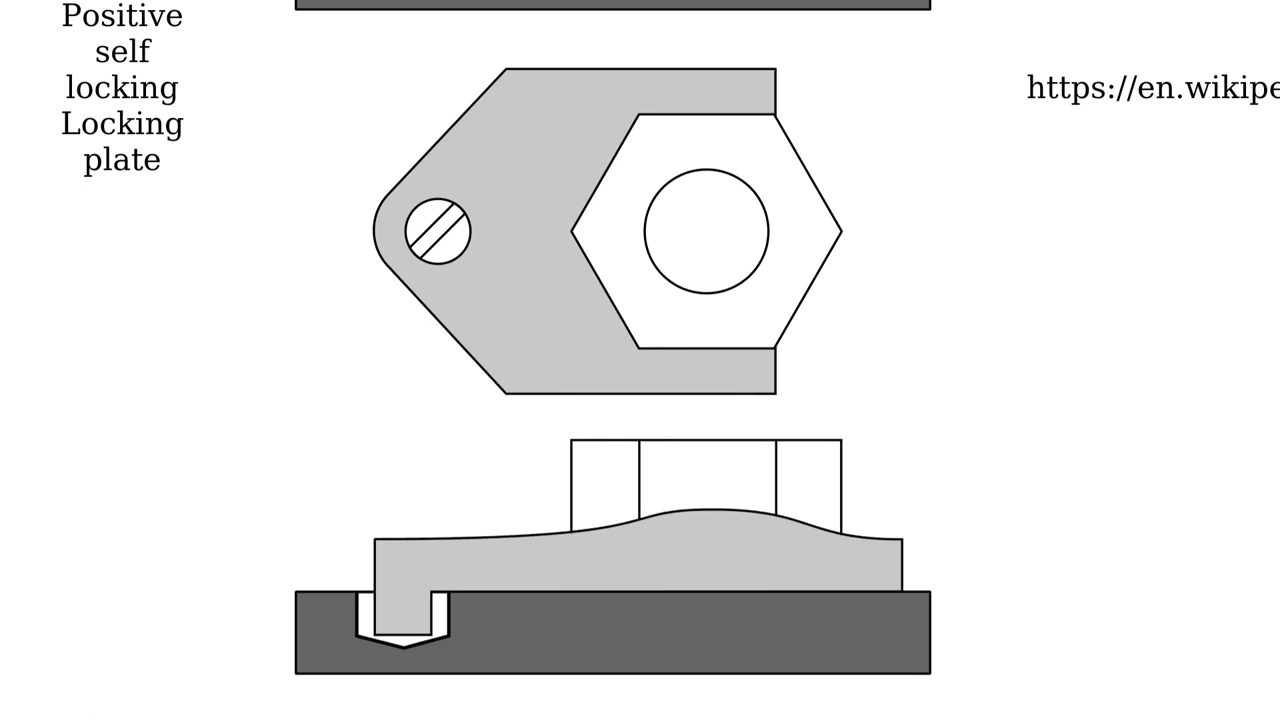 Positive
self
locking
Locking
plate
https://en.wikipe